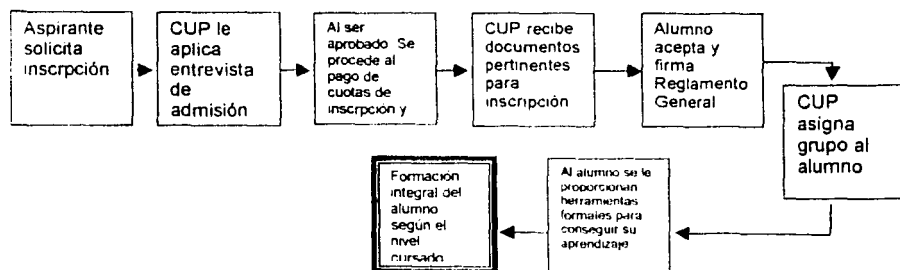 Aspirante
solicita
inscrpción
CUP le
aplica
entrevista
de
admisión
Al ser
aprobado. Se
procede al
pago de
cuotas de
inscrpción y
CUP recibe
documentos
pertinentes
para
inscripción
Alumno
acepta y
firma
Reglamento
General
CUP
asigna
grupo al
alumno
Al alumno se le
proporcionan
herramientas
formales para
conseguir su
aprendizaje
Formación
integral del
alumno
según el
nivel
cursado